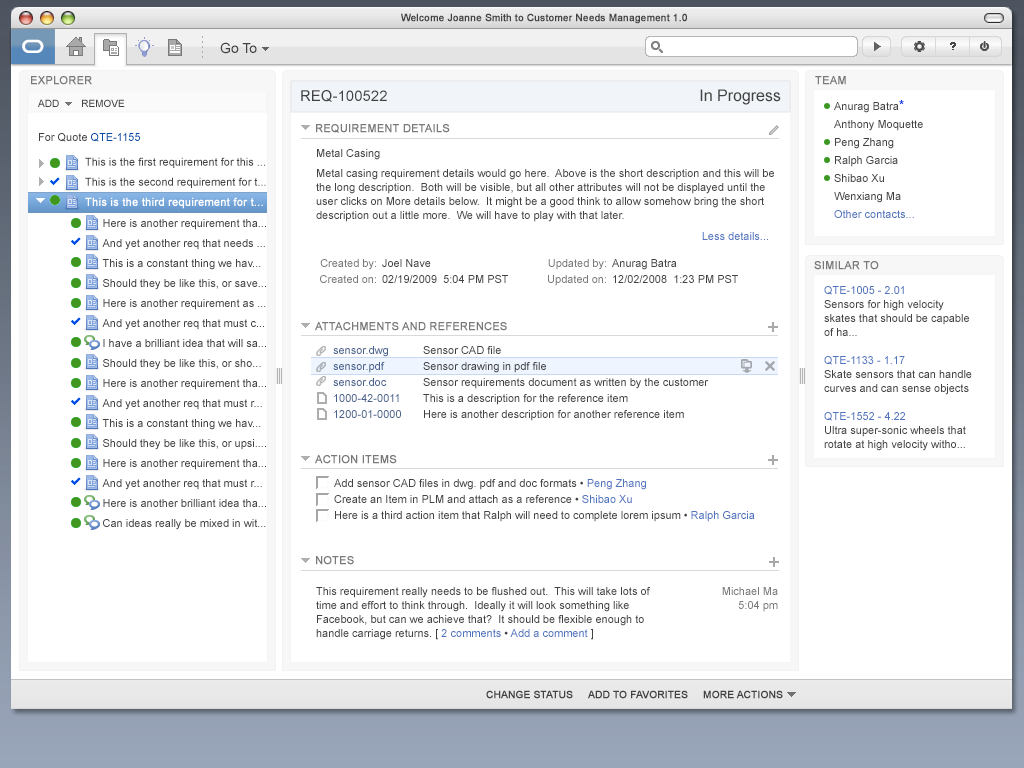 Welcome Joanne Smith to Customer Needs Management 1.0
Go To
?
EXPLORER
ADD REMOVE
For Quote QTE-1155
This is the first requirement for this ...
This is the second requirement for t...
This is the third requirement for t...
Here is another requirement tha...
And yet another req that needs ...
This is a constant thing we hav...
Should they be like this, or save...
Here is another requirement as ...
And yet another req that must c...
I have a brilliant idea that will sa...
Should they be like this, or sho...
Here is another requirement tha...
And yet another req that must r...
This is a constant thing we hav...
Should they be like this, or upsi....
Here is another requirement tha...
And yet another req that must r...
Here is another brilliant idea tha...
Can ideas really be mixed in wit...
REQ-100522 In Progress
REQUIREMENT DETAILS
Metal Casing
Metal casing requirement details would go here. Above is the short description and this will be
the long description. Both will be visible, but all other attributes will not be displayed until the
user clicks on More details below. It might be a good think to allow somehow bring the short
description out a little more. We will have to play with that later.
Less details...
Created by: Joel Nave Updated by: Anurag Batra
Created on: 02/19/2009 5:04 PM PST Updated on: 12/02/2008 1:23 PM PST
ATTACHMENTS AND REFERENCES
sensor.dwg Sensor CAD file
sensor.pdf Sensor drawing in pdf file
sensor.doc Sensor requirements document as written by the customer
1000-42-0011 This is a description for the reference item
1200-01-0000 Here is another description for another reference item
ACTION ITEMS
Add sensor CAD files in dwg. pdf and doc formats • Peng Zhang
Create an Item in PLM and attach as a reference • Shibao Xu
Here is a third action item that Ralph will need to complete lorem ipsum • Ralph Garcia
NOTES
This requirement really needs to be flushed out. This will take lots of
time and effort to think through. Ideally it will look something like
Facebook, but can we achieve that? It should be flexible enough to
handle carriage returns. [ 2 comments • Add a comment ]
Michael Ma
5:04 pm
TEAM
Anurag Batra*
Anthony Moquette
Peng Zhang
Ralph Garcia
Shibao Xu
Wenxiang Ma
Other contacts...
SIMILAR TO
QTE-1005 - 2.01
Sensors for high velocity
skates that should be capable
of ha...
QTE-1133 - 1.17
Skate sensors that can handle
curves and can sense objects
QTE-1552 - 4.22
Ultra super-sonic wheels that
rotate at high velocity witho...
CHANGE STATUS ADD TO FAVORITES MORE ACTIONS